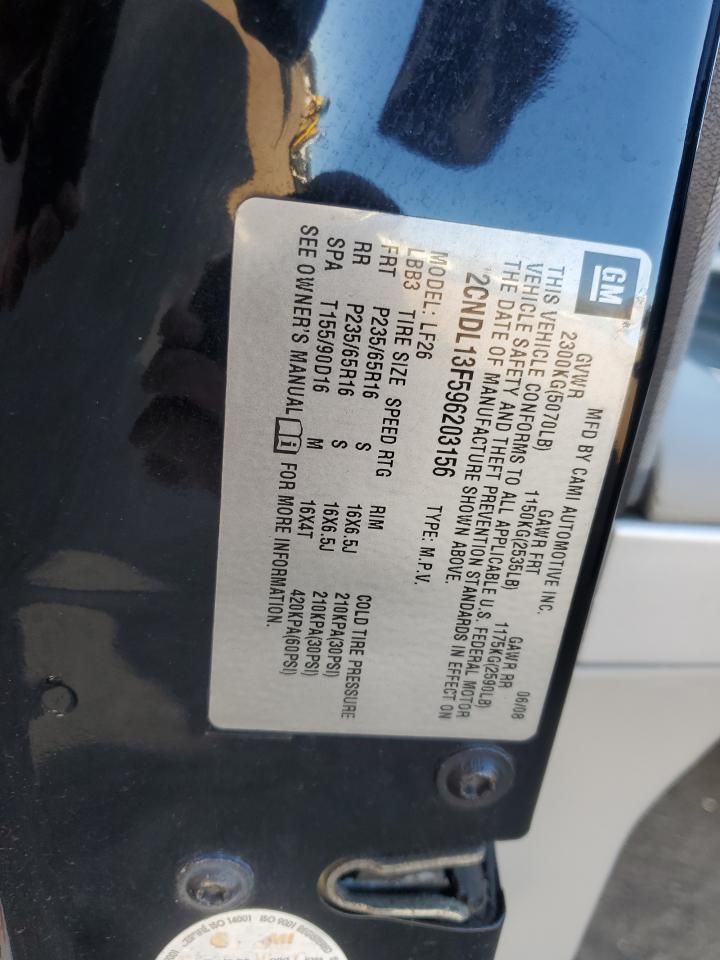 GM
MFD BY CAMI AUTOMOTIVE INC. 06/08
GVWR GAWR FRT GAWR RR
2300KG(5070LB) 1150KG(2535LB) 1175KG(2590LB)
THIS VEHICLE CONFORMS TO ALL APPLICABLE U.S. FEDERAL MOTOR
VEHICLE SAFETY AND THEFT PREVENTION STANDARDS IN EFFECT ON
THE DATE OF MANUFACTURE SHOWN ABOVE.
2CNDL13F596203156 TYPE: M.P.V.
MODEL: LF26
LBB3 TIRE SIZE SPEED RTG RIM COLD TIRE PRESSURE
FRT P235/65R16 S 16X6.5J 210KPA(30PSI)
RR P235/65R16 S 16X6.5J 210KPA(30PSI)
SPA T155/90D16 M 16X4T 420KPA(60PSI)
SEE OWNER'S MANUAL i FOR MORE INFORMATION.
ISO 14001 ISO 9001